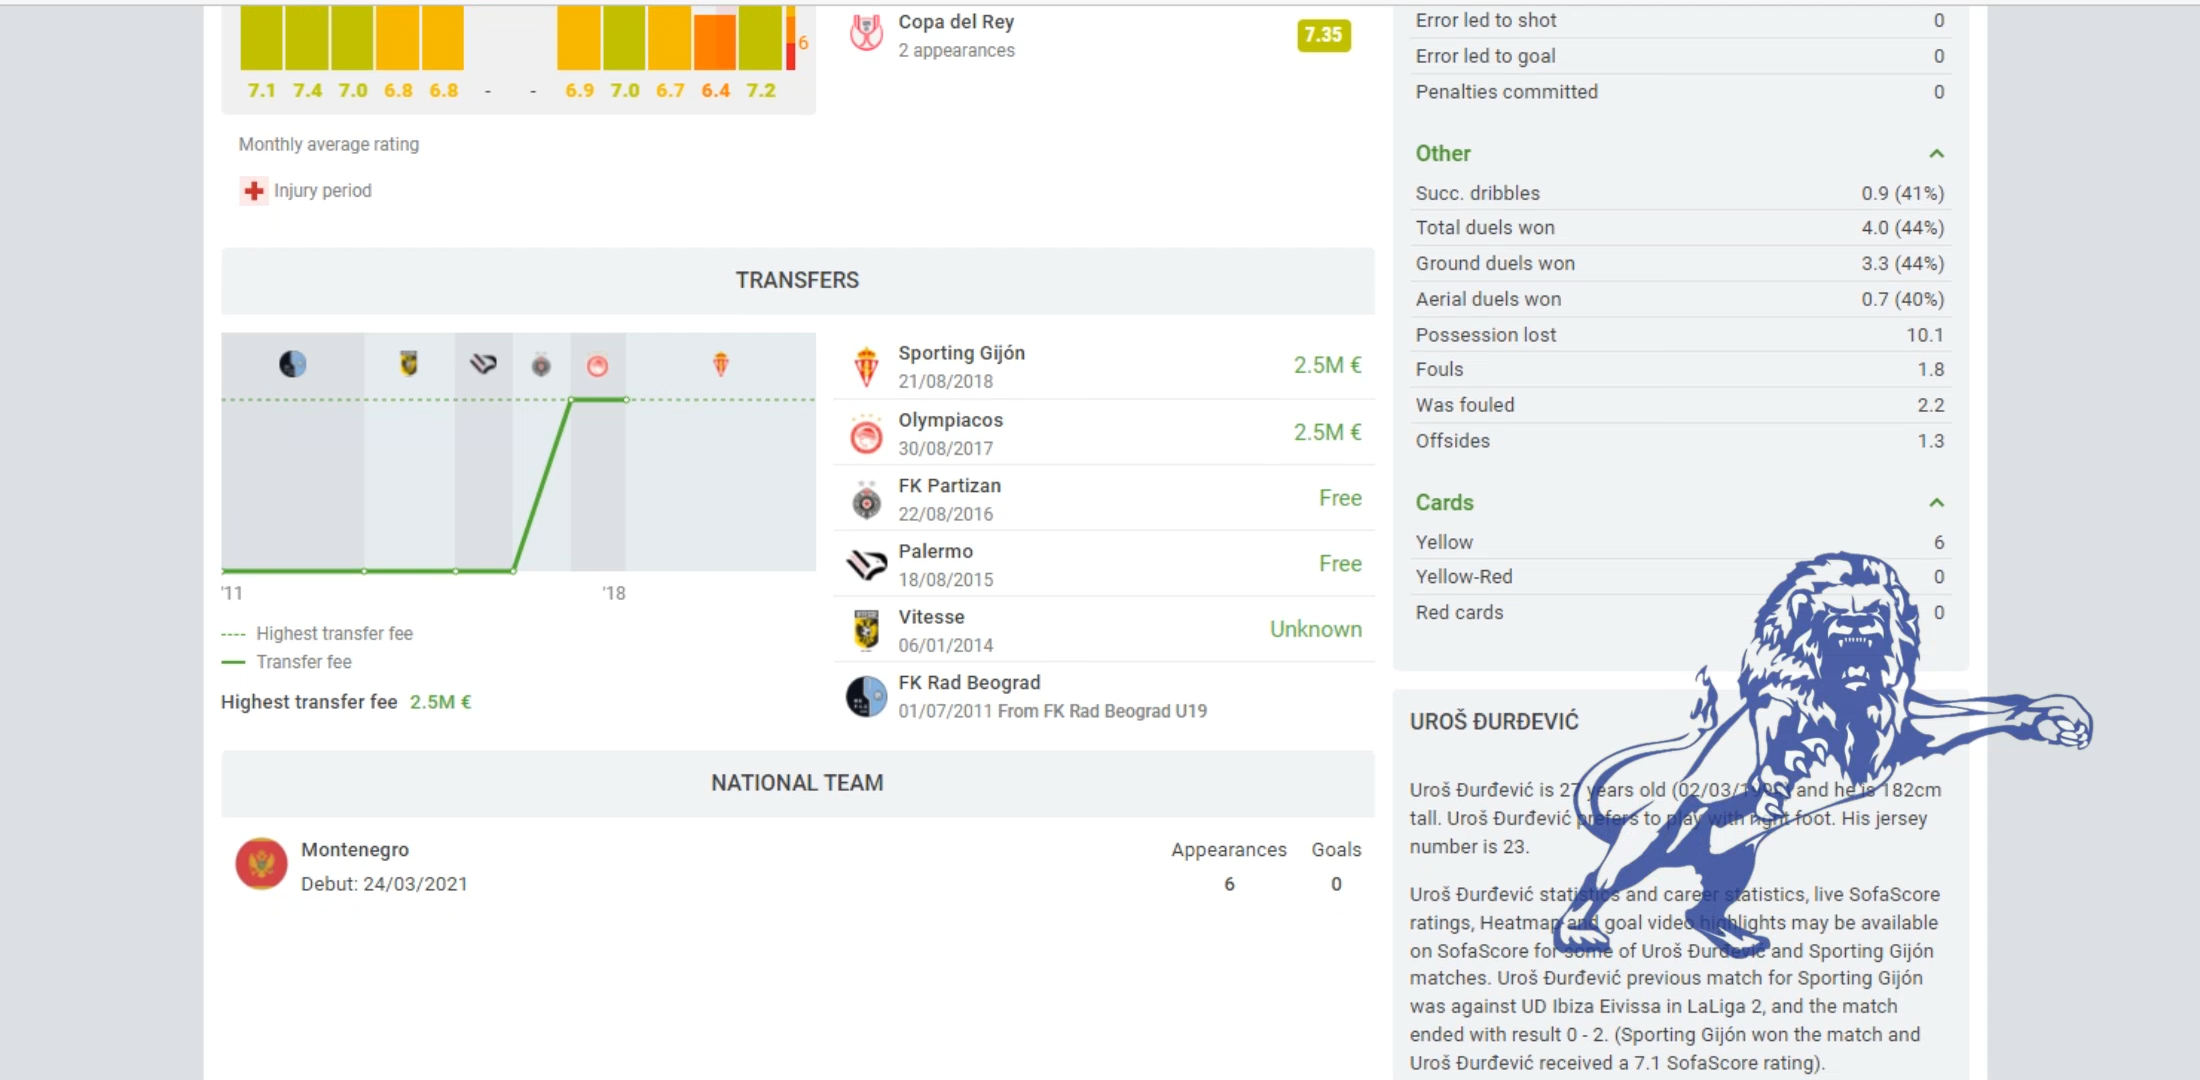 7.1 7.4 7.0 6.8 6.8 - - 6.9 7.0 6.7 6.4 7.2
6
Monthly average rating
Injury period
Copa del Rey
2 appearances
7.35
TRANSFERS
'11 '18
Highest transfer fee
Transfer fee
Highest transfer fee 2.5M €
Sporting Gijón
21/08/2018
2.5M €
Olympiacos
30/08/2017
2.5M €
FK Partizan
22/08/2016
Free
Palermo
18/08/2015
Free
Vitesse
06/01/2014
Unknown
FK Rad Beograd
01/07/2011 From FK Rad Beograd U19
NATIONAL TEAM
Montenegro
Debut: 24/03/2021
Appearances Goals
6 0
Error led to shot 0
Error led to goal 0
Penalties committed 0
Other
Succ. dribbles 0.9 (41%)
Total duels won 4.0 (44%)
Ground duels won 3.3 (44%)
Aerial duels won 0.7 (40%)
Possession lost 10.1
Fouls 1.8
Was fouled 2.2
Offsides 1.3
Cards
Yellow 6
Yellow-Red 0
Red cards 0
UROŠ ĐURĐEVIĆ
Uroš Đurđević is 27 years old and he is 182cm
tall. Uroš Đurđević prefers to play with right foot. His jersey
number is 23.
Uroš Đurđević statistics and career statistics, live SofaScore
ratings, Heatmap and goal video highlights may be available
on SofaScore for some of Uroš Đurđević and Sporting Gijón
matches. Uroš Đurđević previous match for Sporting Gijón
was against UD Ibiza Eivissa in LaLiga 2, and the match
ended with result 0 - 2. (Sporting Gijón won the match and
Uroš Đurđević received a 7.1 SofaScore rating).